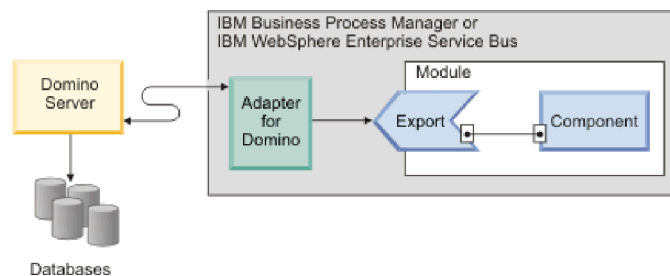 IBM Business Process Manager or
IBM WebSphere Enterprise Service Bus
Module
Domino
Server
Adapter
for
Domino
Export
Component
Databases